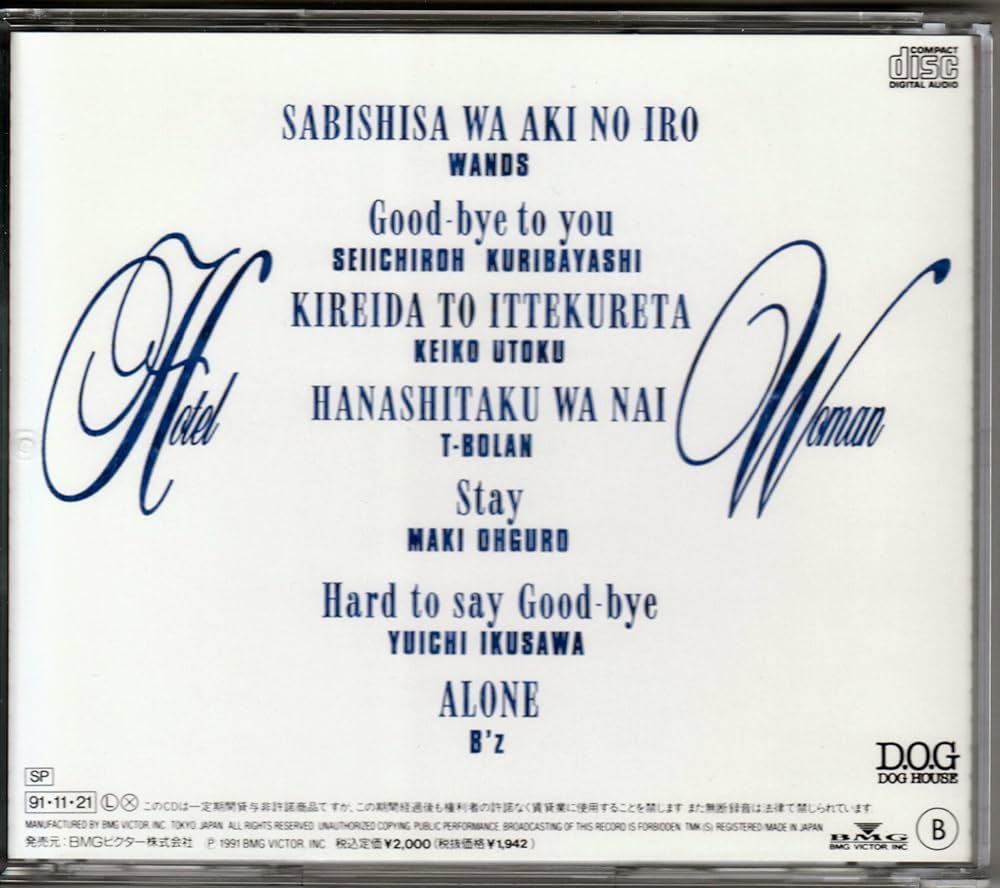 COMPACT
disc
DIGITAL AUDIO
SABISHISA WA AKI NO IRO
WANDS
Good-bye to you
SEIICHIROH KURIBAYASHI
KIREIDA TO ITTEKURETA
KEIKO UTOKU
HANASHITAKU WA NAI
T-BOLAN
Hotel
Woman
Stay
MAKI OHGURO
Hard to say Good-bye
YUICHI IKUSAWA
ALONE
B'z
D.O.G
DOG HOUSE
SP
91・11・21 Ⓛ Ⓧ このCDは一定期間貸与非許諾商品ですが、この期間経過後も権利者の許諾なく賃貸業に使用することを禁じます また無断録音は法律で禁じられています.
MANUFACTURED BY BMG VICTOR, INC. TOKYO, JAPAN. ALL RIGHTS RESERVED. UNAUTHORIZED COPYING. PUBLIC PERFORMANCE. BROADCASTING OF THIS RECORD IS FORBIDDEN. TMK (S) REGISTERED/MADE IN JAPAN
発売元:BMGビクター株式会社 Ⓟ 1991 BMG VICTOR, INC. 税込定価¥2,000(税抜価格¥1,942)
BMG
BMG VICTOR, INC
B